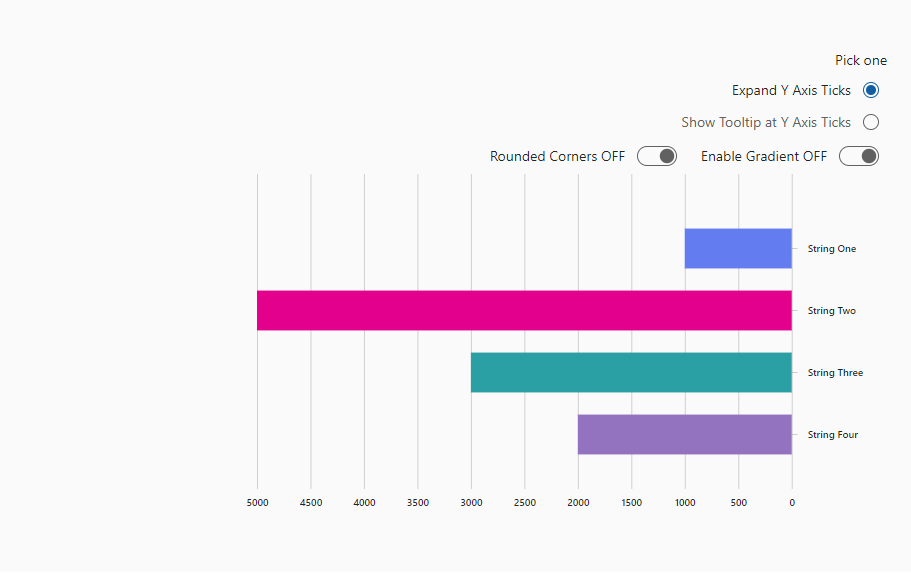 Pick one
Expand Y Axis Ticks
Show Tooltip at Y Axis Ticks
Rounded Corners OFF Enable Gradient OFF
String One
String Two
String Three
String Four
5000 4500 4000 3500 3000 2500 2000 1500 1000 500 0